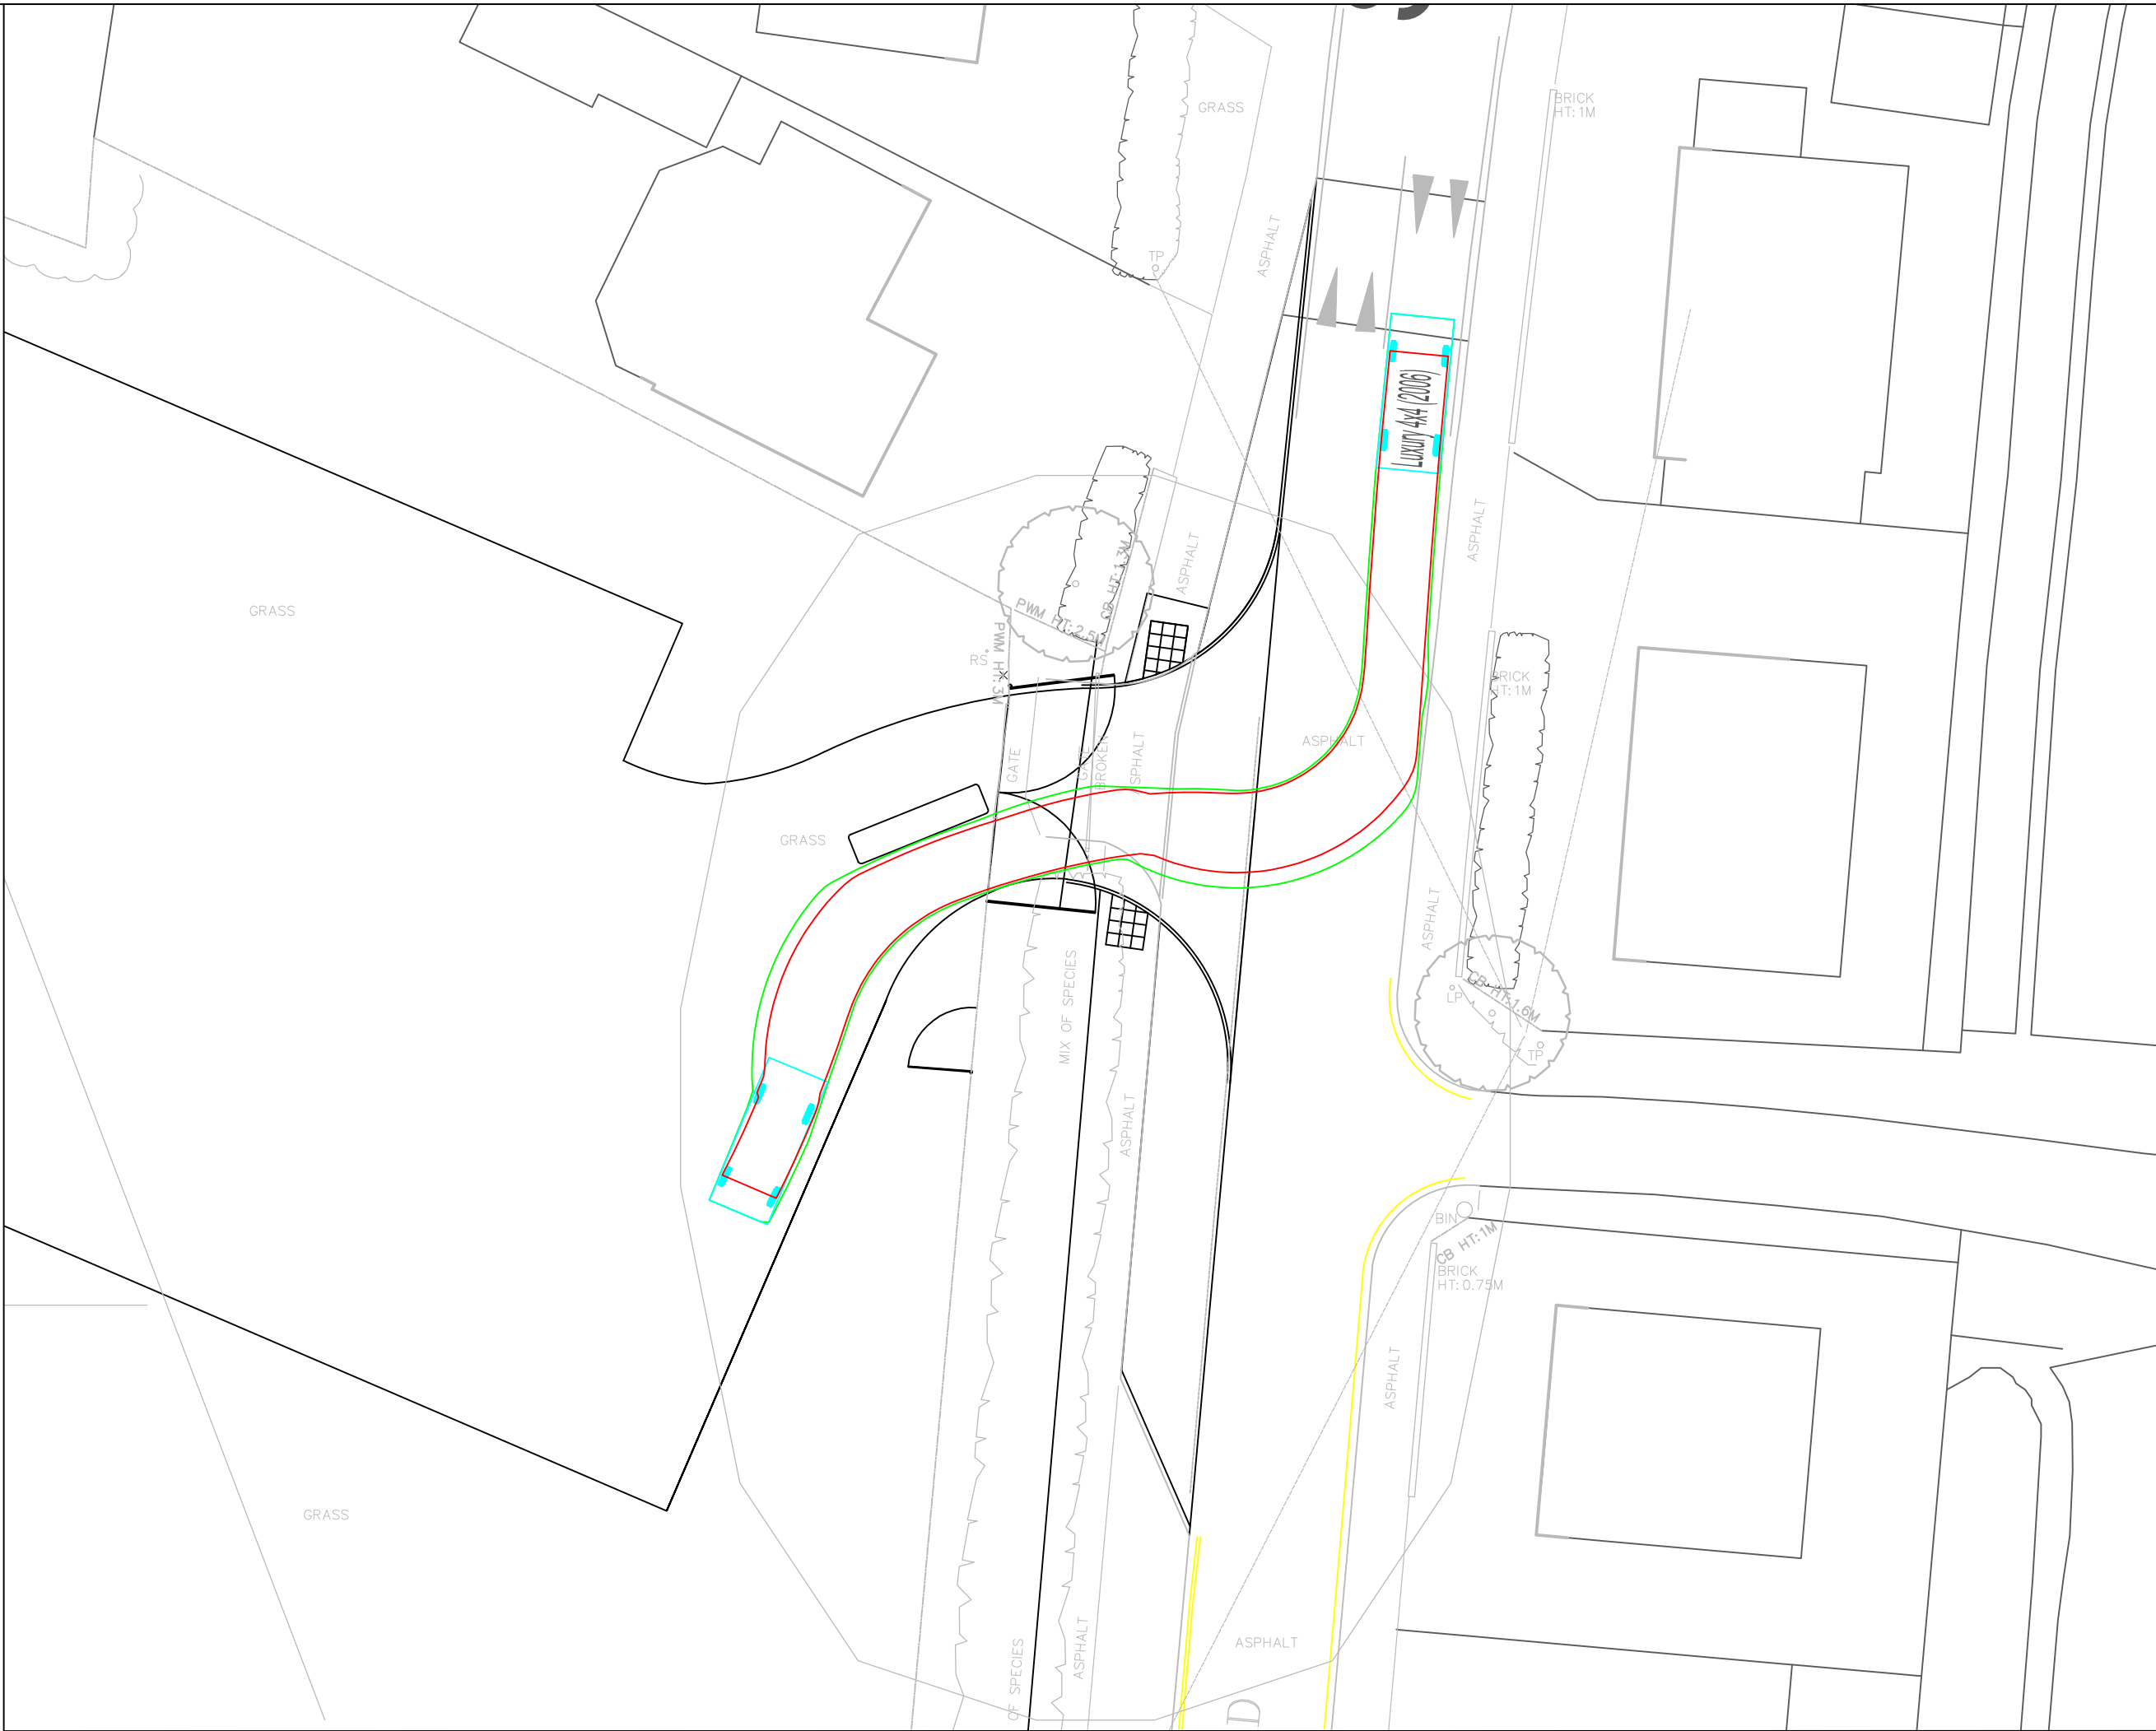 GRASS
BRICK
HT: 1M
ASPHALT
TP
Luxury 4x4 (2006)
ASPHALT
ASPHALT
CB HT:1.3M
PWM HT:2.5M
GRASS
RS
PWM HT:3M
BRICK
HT: 1M
ASPHALT
GATE
GATE
BROKEN
ASPHALT
GRASS
ASPHALT
MIX OF SPECIES
LP
CB HT:1.6M
TP
ASPHALT
BIN
CB HT:1M
BRICK
HT: 0.75M
ASPHALT
GRASS
OF SPECIES
ASPHALT
ASPHALT
D